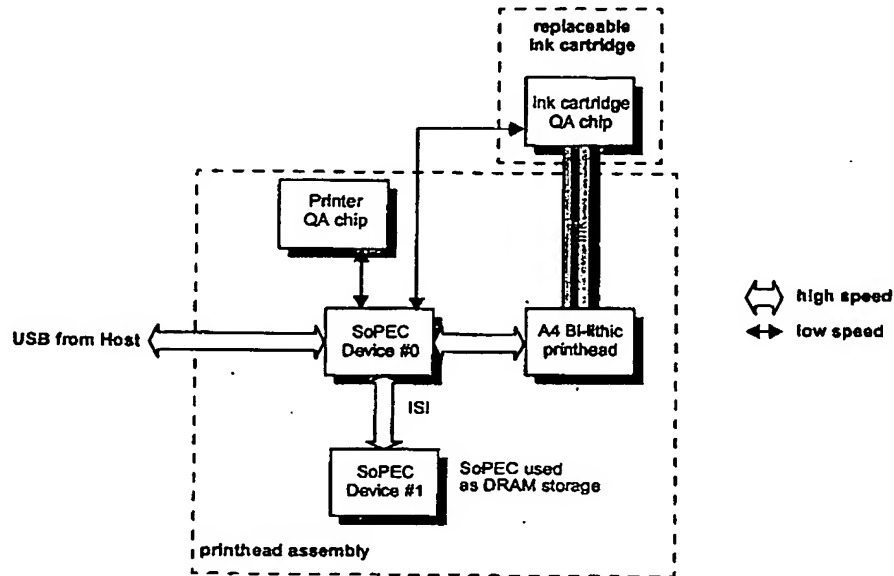 replaceable
ink cartridge
Ink cartridge
QA chip
Printer
QA chip
high speed
low speed
USB from Host
SoPEC
Device #0
A4 Bi-lithic
printhead
ISI
SoPEC
Device #1
SoPEC used
as DRAM storage
printhead assembly